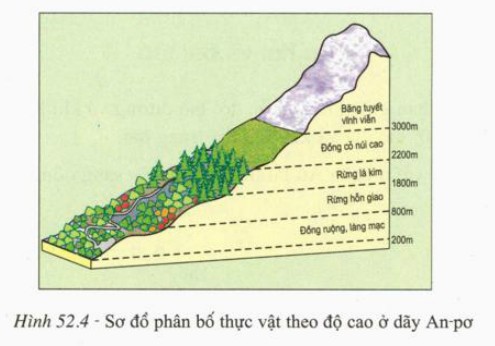 Băng tuyết
vĩnh viễn
3000m
Đồng cỏ núi cao
2200m
Rừng lá kim
1800m
Rừng hỗn giao
800m
Đồng ruộng, làng mạc
200m
Hình 52.4 - Sơ đồ phân bố thực vật theo độ cao ở dãy An-pơ